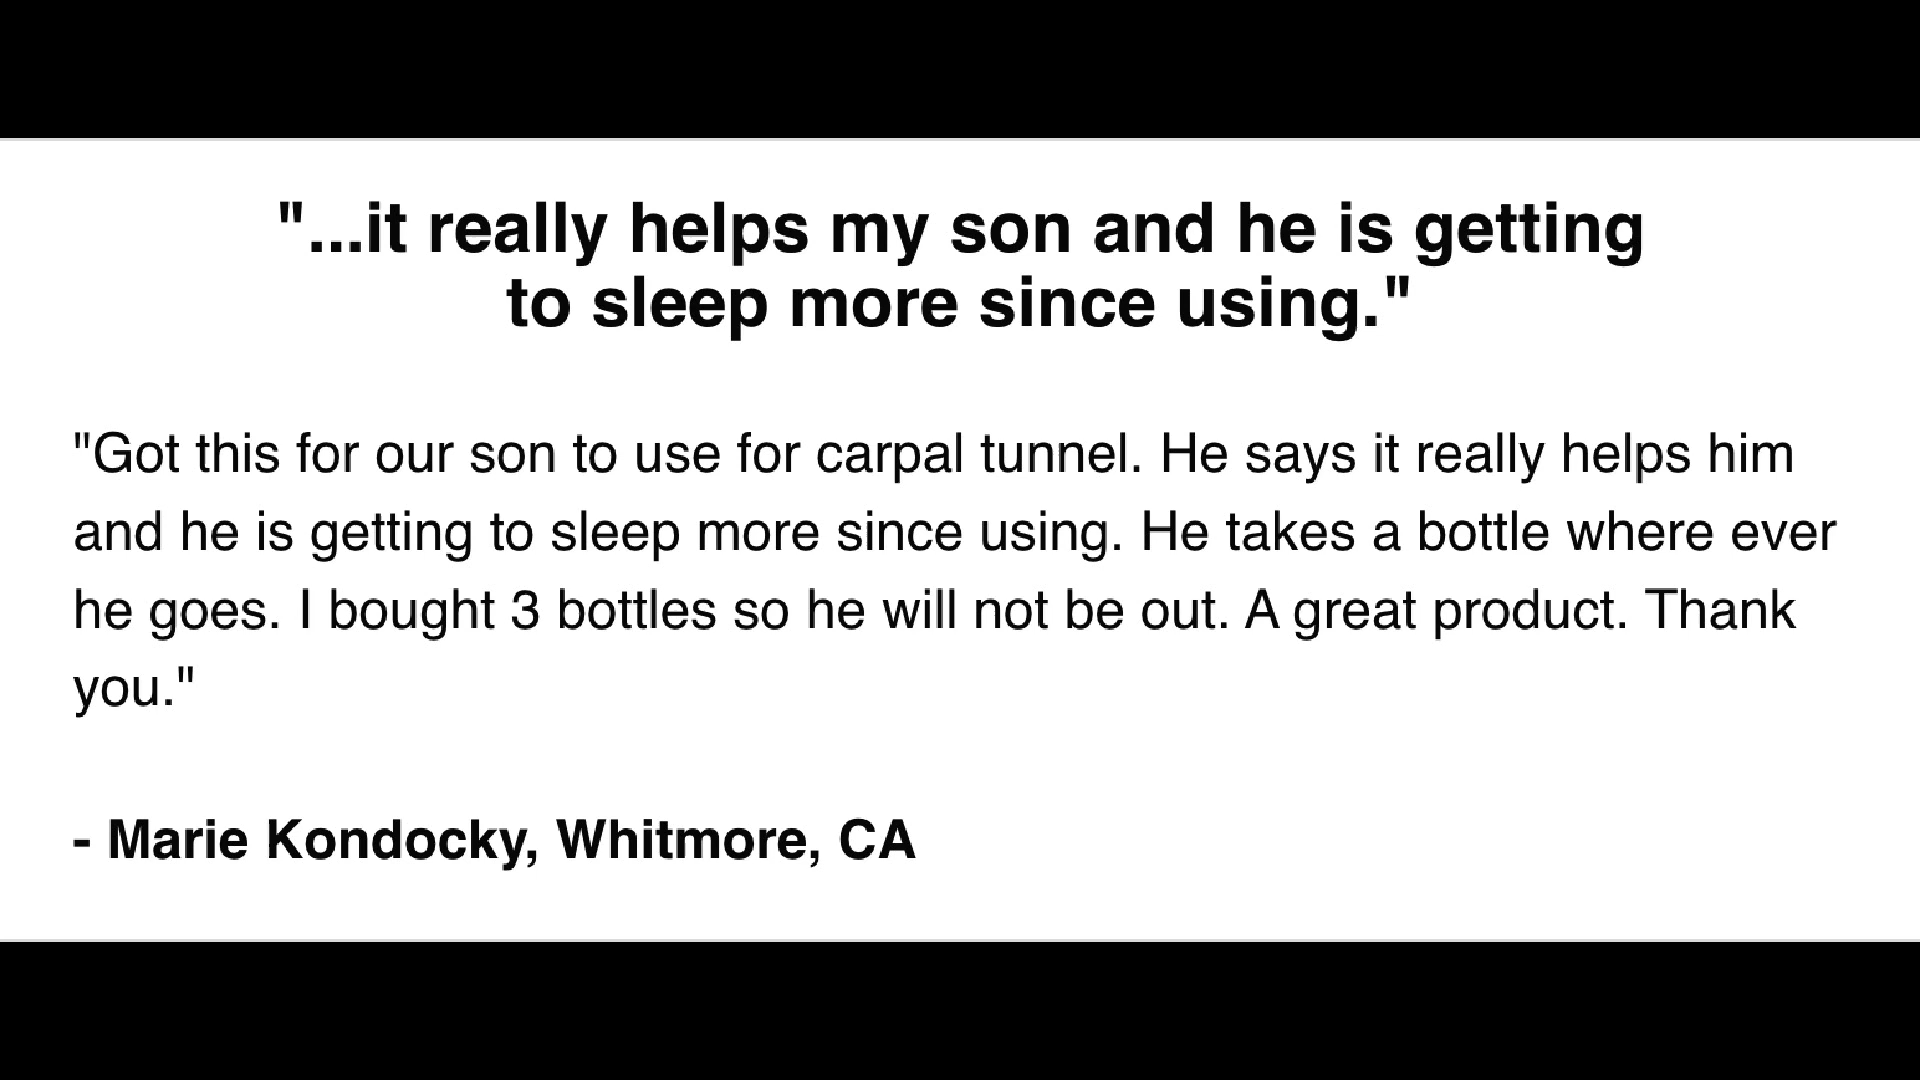 "...it really helps my son and he is getting
to sleep more since using."
"Got this for our son to use for carpal tunnel. He says it really helps him
and he is getting to sleep more since using. He takes a bottle where ever
he goes. I bought 3 bottles so he will not be out. A great product. Thank
you."
- Marie Kondocky, Whitmore, CA